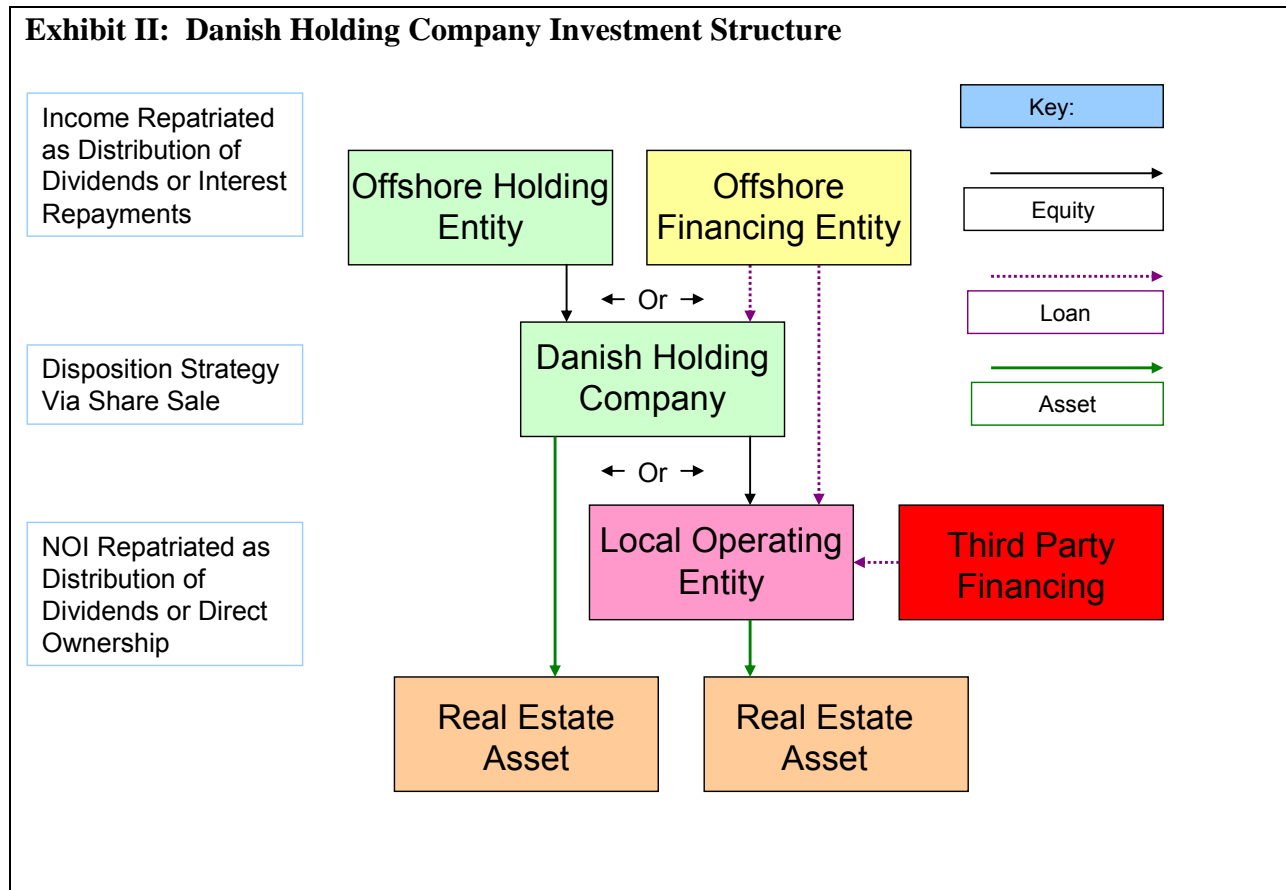 Exhibit II: Danish Holding Company Investment Structure
Income Repatriated
as Distribution of
Dividends or Interest
Repayments
Offshore Holding
Entity
Offshore
Financing Entity
Key:
Equity
Loan
Asset
Or
Disposition Strategy
Via Share Sale
Danish Holding
Company
Or
NOI Repatriated as
Distribution of
Dividends or Direct
Ownership
Local Operating
Entity
Third Party
Financing
Real Estate
Asset
Real Estate
Asset